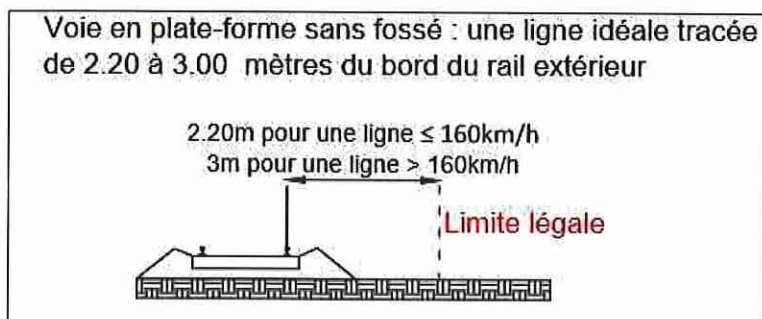 Voie en plate-forme sans fossé : une ligne idéale tracée
de 2.20 à 3.00 mètres du bord du rail extérieur
2.20m pour une ligne ≤ 160km/h
3m pour une ligne > 160km/h
Limite légale